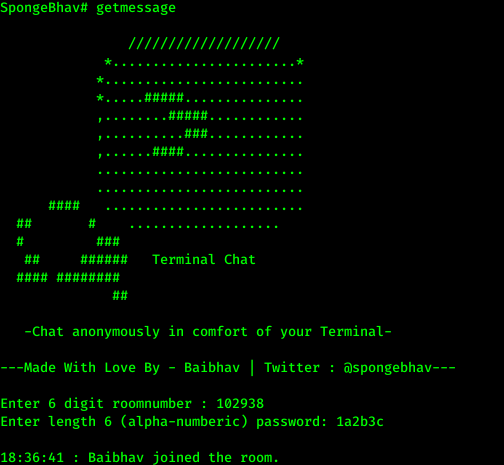 SpongeBhav# getmessage
///////////////////
*.......................*
*.........................
*.....#####...............
,........#####............
,..........###............
,......####...............
..........................
..........................
####   .........................
##       #    ...................
#         ###
##     ######   Terminal Chat
#### ########
##
-Chat anonymously in comfort of your Terminal-
---Made With Love By - Baibhav | Twitter : @spongebhav---
Enter 6 digit roomnumber : 102938
Enter length 6 (alpha-numberic) password: 1a2b3c
18:36:41 : Baibhav joined the room.